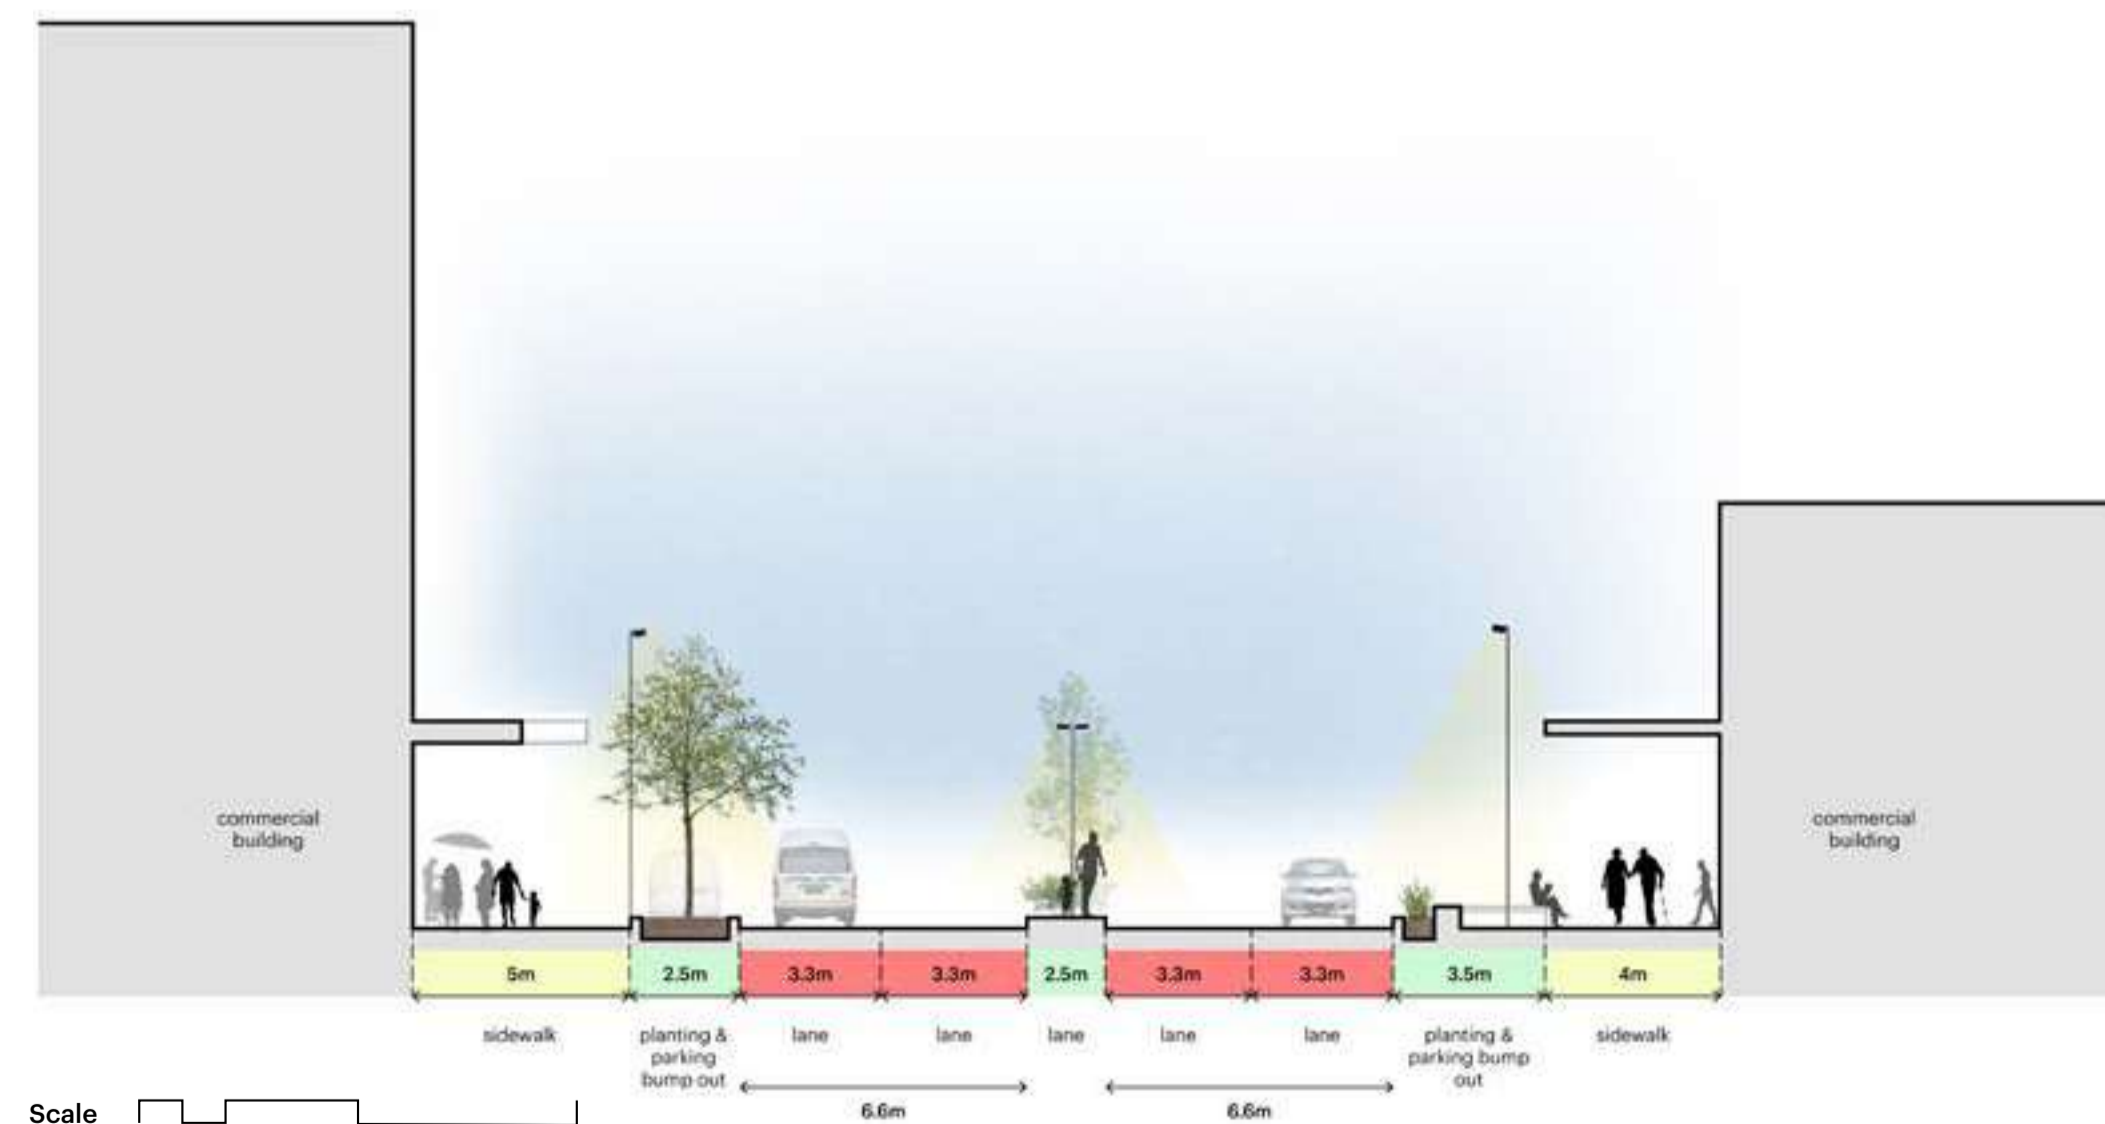 commercial
building
commercial
building
5m
2.5m
3.3m
3.3m
2.5m
3.3m
3.3m
3.5m
4m
sidewalk
planting &
parking
bump out
lane
lane
lane
lane
lane
planting &
parking bump
out
sidewalk
6.6m
6.6m
Scale